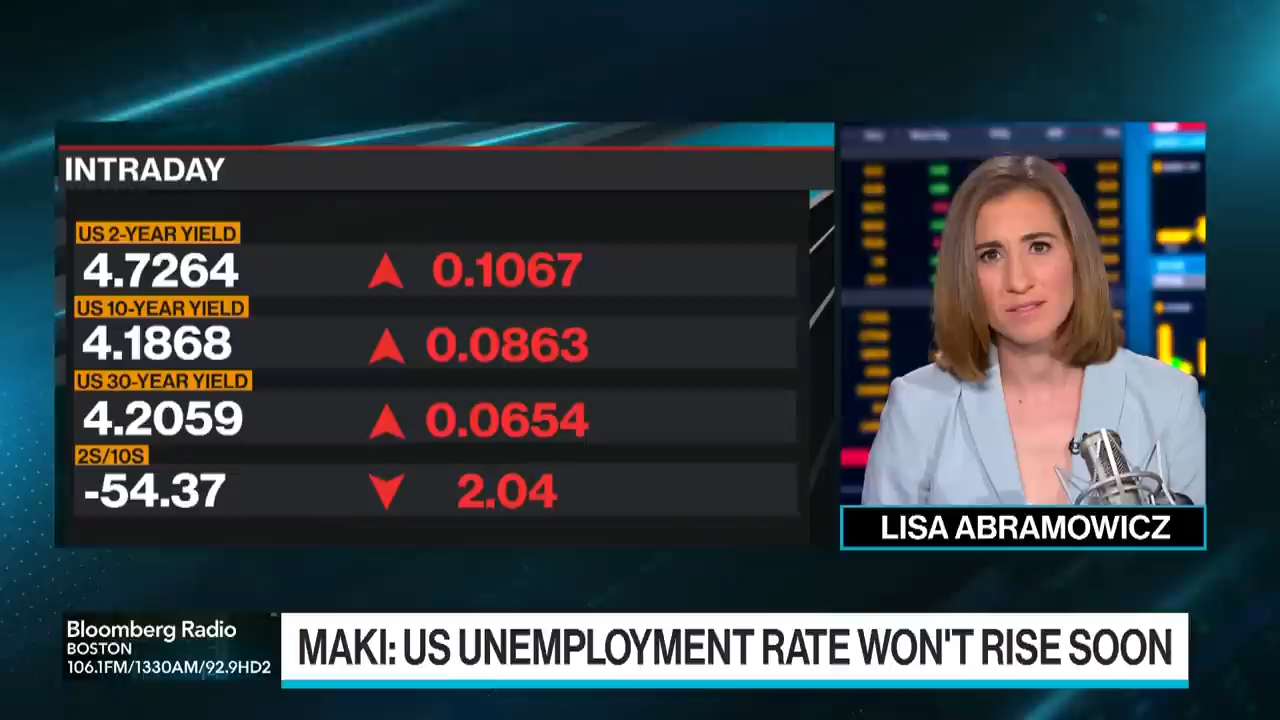 INTRADAY
US 2-YEAR YIELD
4.7264 0.1067
US 10-YEAR YIELD
4.1868 0.0863
US 30-YEAR YIELD
4.2059 0.0654
2S/10S
-54.37 2.04
LISA ABRAMOWICZ
Bloomberg Radio
BOSTON
106.1FM/1330AM/92.9HD2
MAKI: US UNEMPLOYMENT RATE WON'T RISE SOON